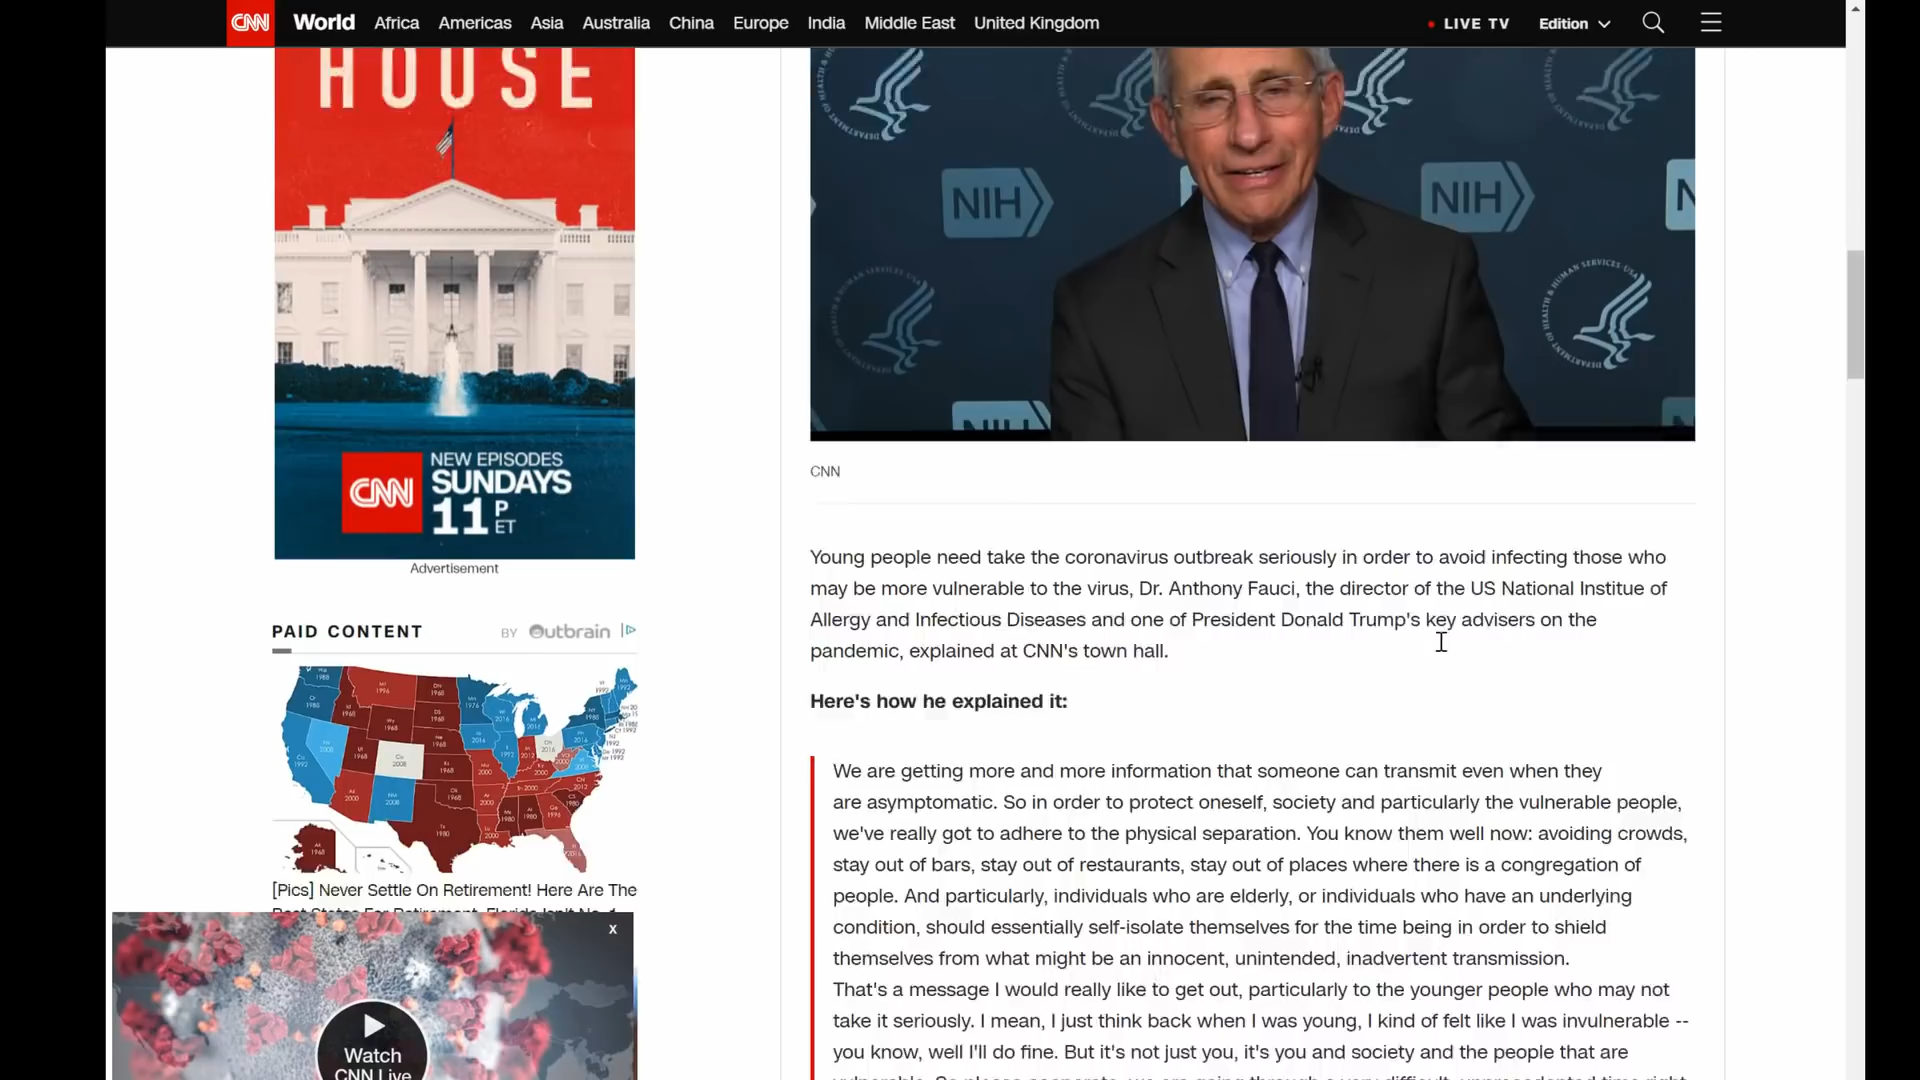 CNN World Africa Americas Asia Australia China Europe India Middle East United Kingdom LIVE TV Edition
HOUSE
CNN
NEW EPISODES
SUNDAYS
11 P ET
Advertisement
PAID CONTENT BY Outbrain
[Pics] Never Settle On Retirement! Here Are The
x
Watch
CNN Live
NIH
NIH
CNN
Young people need take the coronavirus outbreak seriously in order to avoid infecting those who
may be more vulnerable to the virus, Dr. Anthony Fauci, the director of the US National Institue of
Allergy and Infectious Diseases and one of President Donald Trump's key advisers on the
pandemic, explained at CNN's town hall.
Here's how he explained it:
We are getting more and more information that someone can transmit even when they
are asymptomatic. So in order to protect oneself, society and particularly the vulnerable people,
we've really got to adhere to the physical separation. You know them well now: avoiding crowds,
stay out of bars, stay out of restaurants, stay out of places where there is a congregation of
people. And particularly, individuals who are elderly, or individuals who have an underlying
condition, should essentially self-isolate themselves for the time being in order to shield
themselves from what might be an innocent, unintended, inadvertent transmission.
That's a message I would really like to get out, particularly to the younger people who may not
take it seriously. I mean, I just think back when I was young, I kind of felt like I was invulnerable --
you know, well I'll do fine. But it's not just you, it's you and society and the people that are